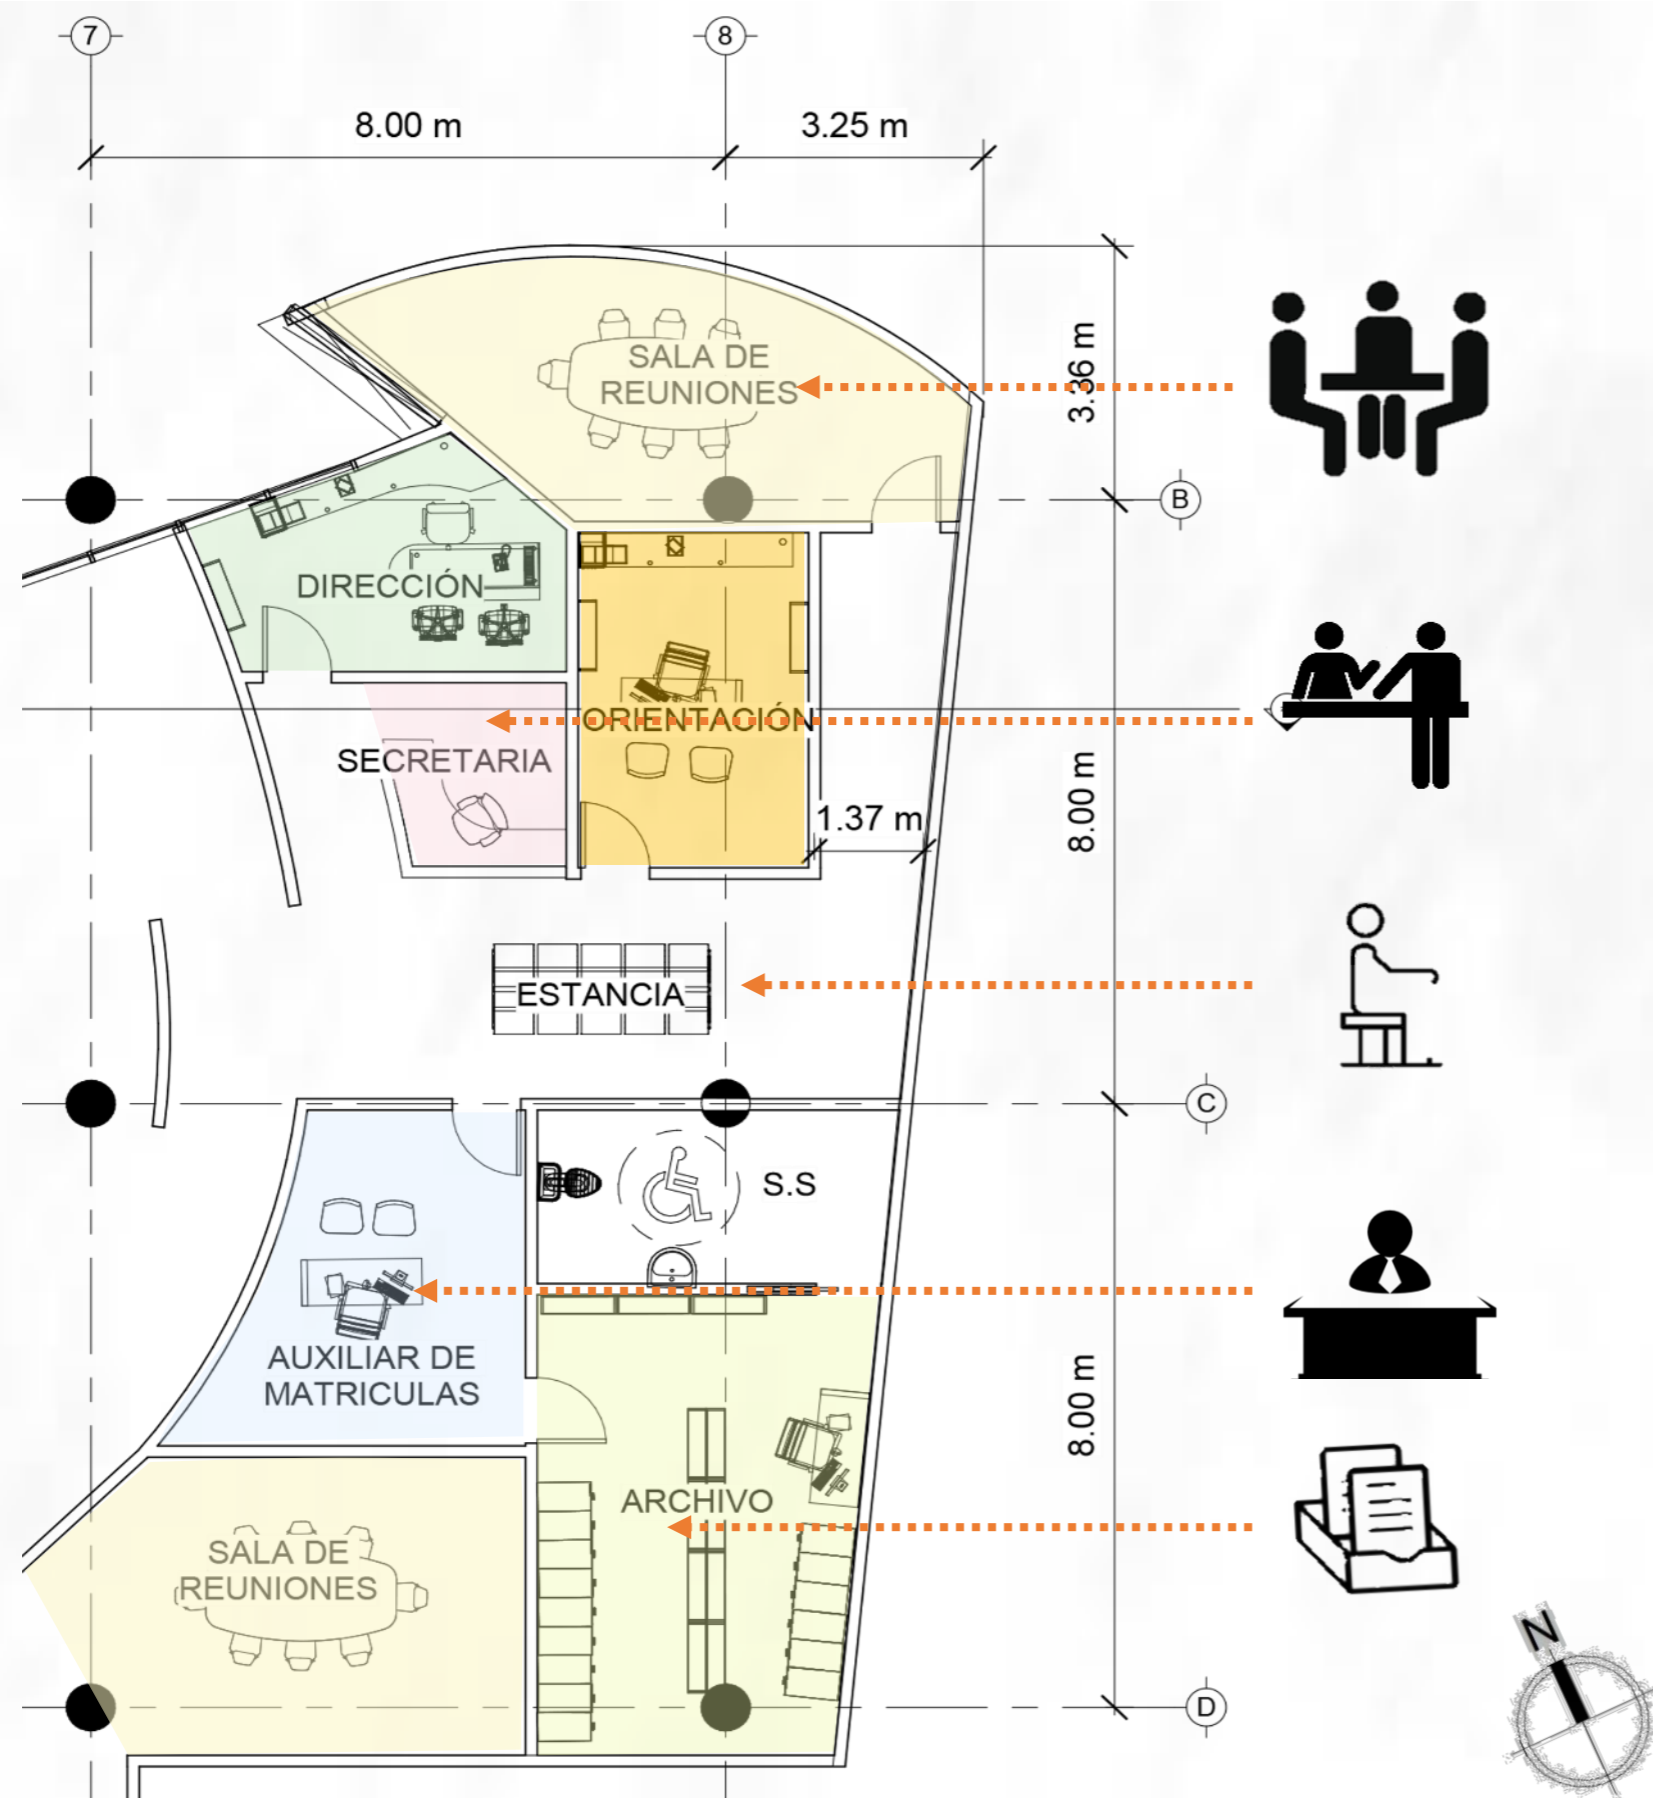 7
8
8.00 m
3.25 m
SALA DE
REUNIONES
3.36 m
B
DIRECCIÓN
ORIENTACIÓN
SECRETARIA
1.37 m
8.00 m
ESTANCIA
C
S.S
AUXILIAR DE
MATRICULAS
8.00 m
ARCHIVO
SALA DE
REUNIONES
N
D